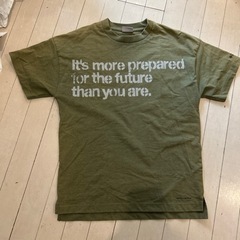 It's more prepared
for the future
than you are.